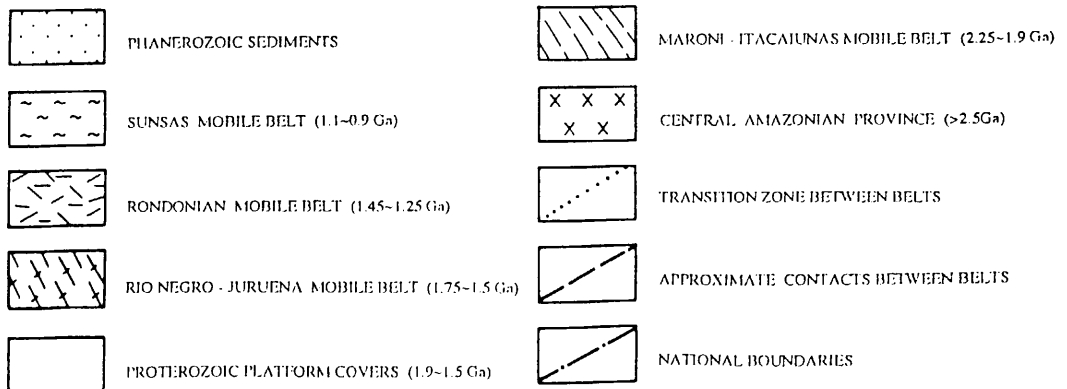 PHANEROZOIC SEDIMENTS
SUNSAS MOBILE BELT (1.1~0.9 Ga)
RONDONIAN MOBILE BELT (1.45~1.25 Ga)
RIO NEGRO - JURUENA MOBILE BELT (1.75~1.5 Ga)
PROTEROZOIC PLATFORM COVERS (1.9~1.5 Ga)
MARONI - ITACAIUNAS MOBILE BELT (2.25~1.9 Ga)
CENTRAL AMAZONIAN PROVINCE (>2.5Ga)
TRANSITION ZONE BETWEEN BELTS
APPROXIMATE CONTACTS BETWEEN BELTS
NATIONAL BOUNDARIES